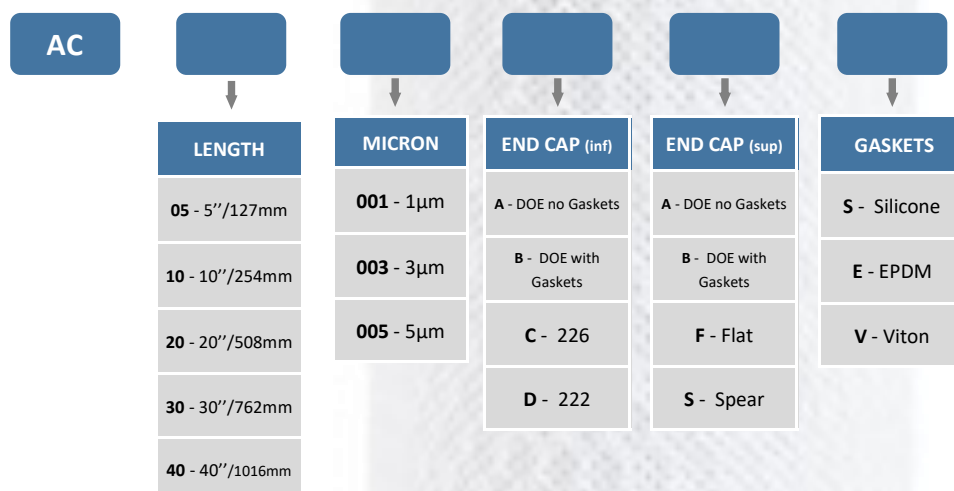 AC
LENGTH
05 - 5’’/127mm
10 - 10’’/254mm
20 - 20’’/508mm
30 - 30’’/762mm
40 - 40’’/1016mm
MICRON
001 - 1μm
003 - 3μm
005 - 5μm
END CAP (inf)
A - DOE no Gaskets
B - DOE with
Gaskets
C - 226
D - 222
END CAP (sup)
A - DOE no Gaskets
B - DOE with
Gaskets
F - Flat
S - Spear
GASKETS
S - Silicone
E - EPDM
V - Viton